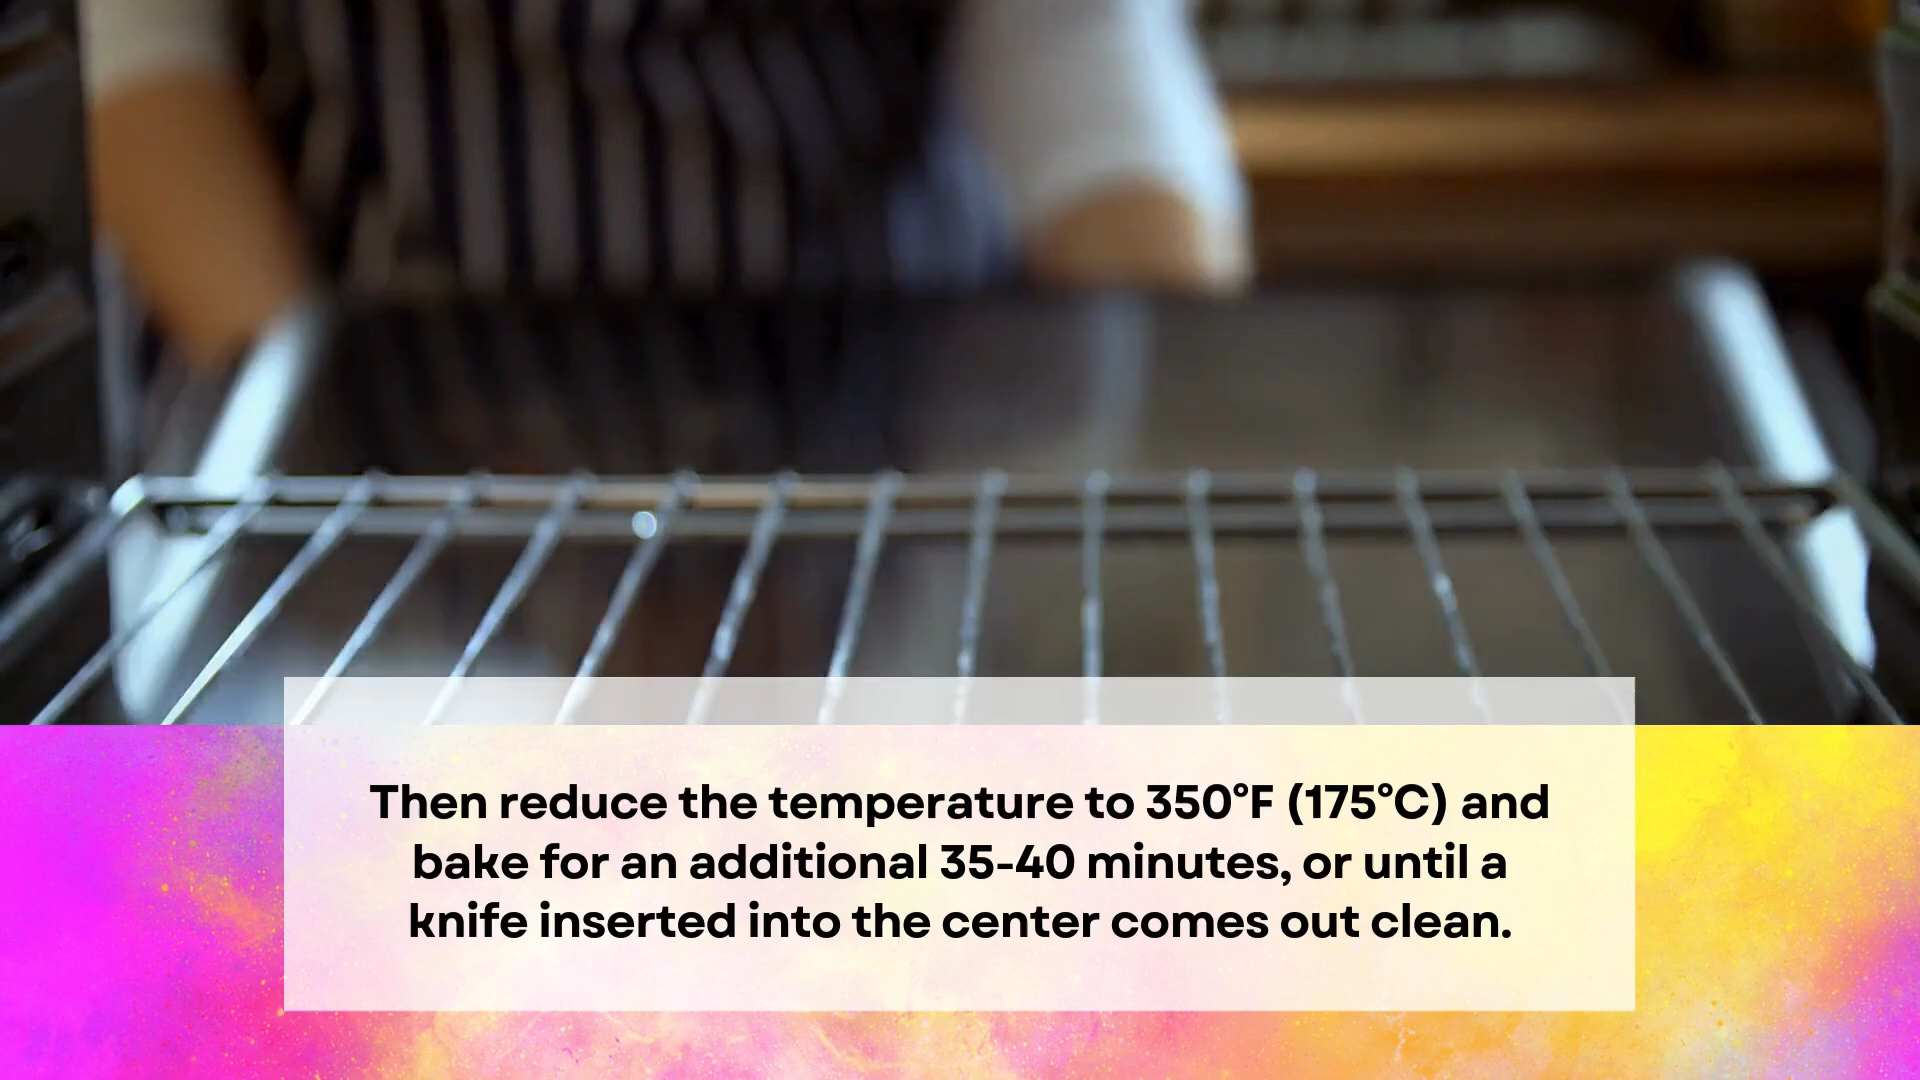 Then reduce the temperature to 350°F (175°C) and
bake for an additional 35-40 minutes, or until a
knife inserted into the center comes out clean.